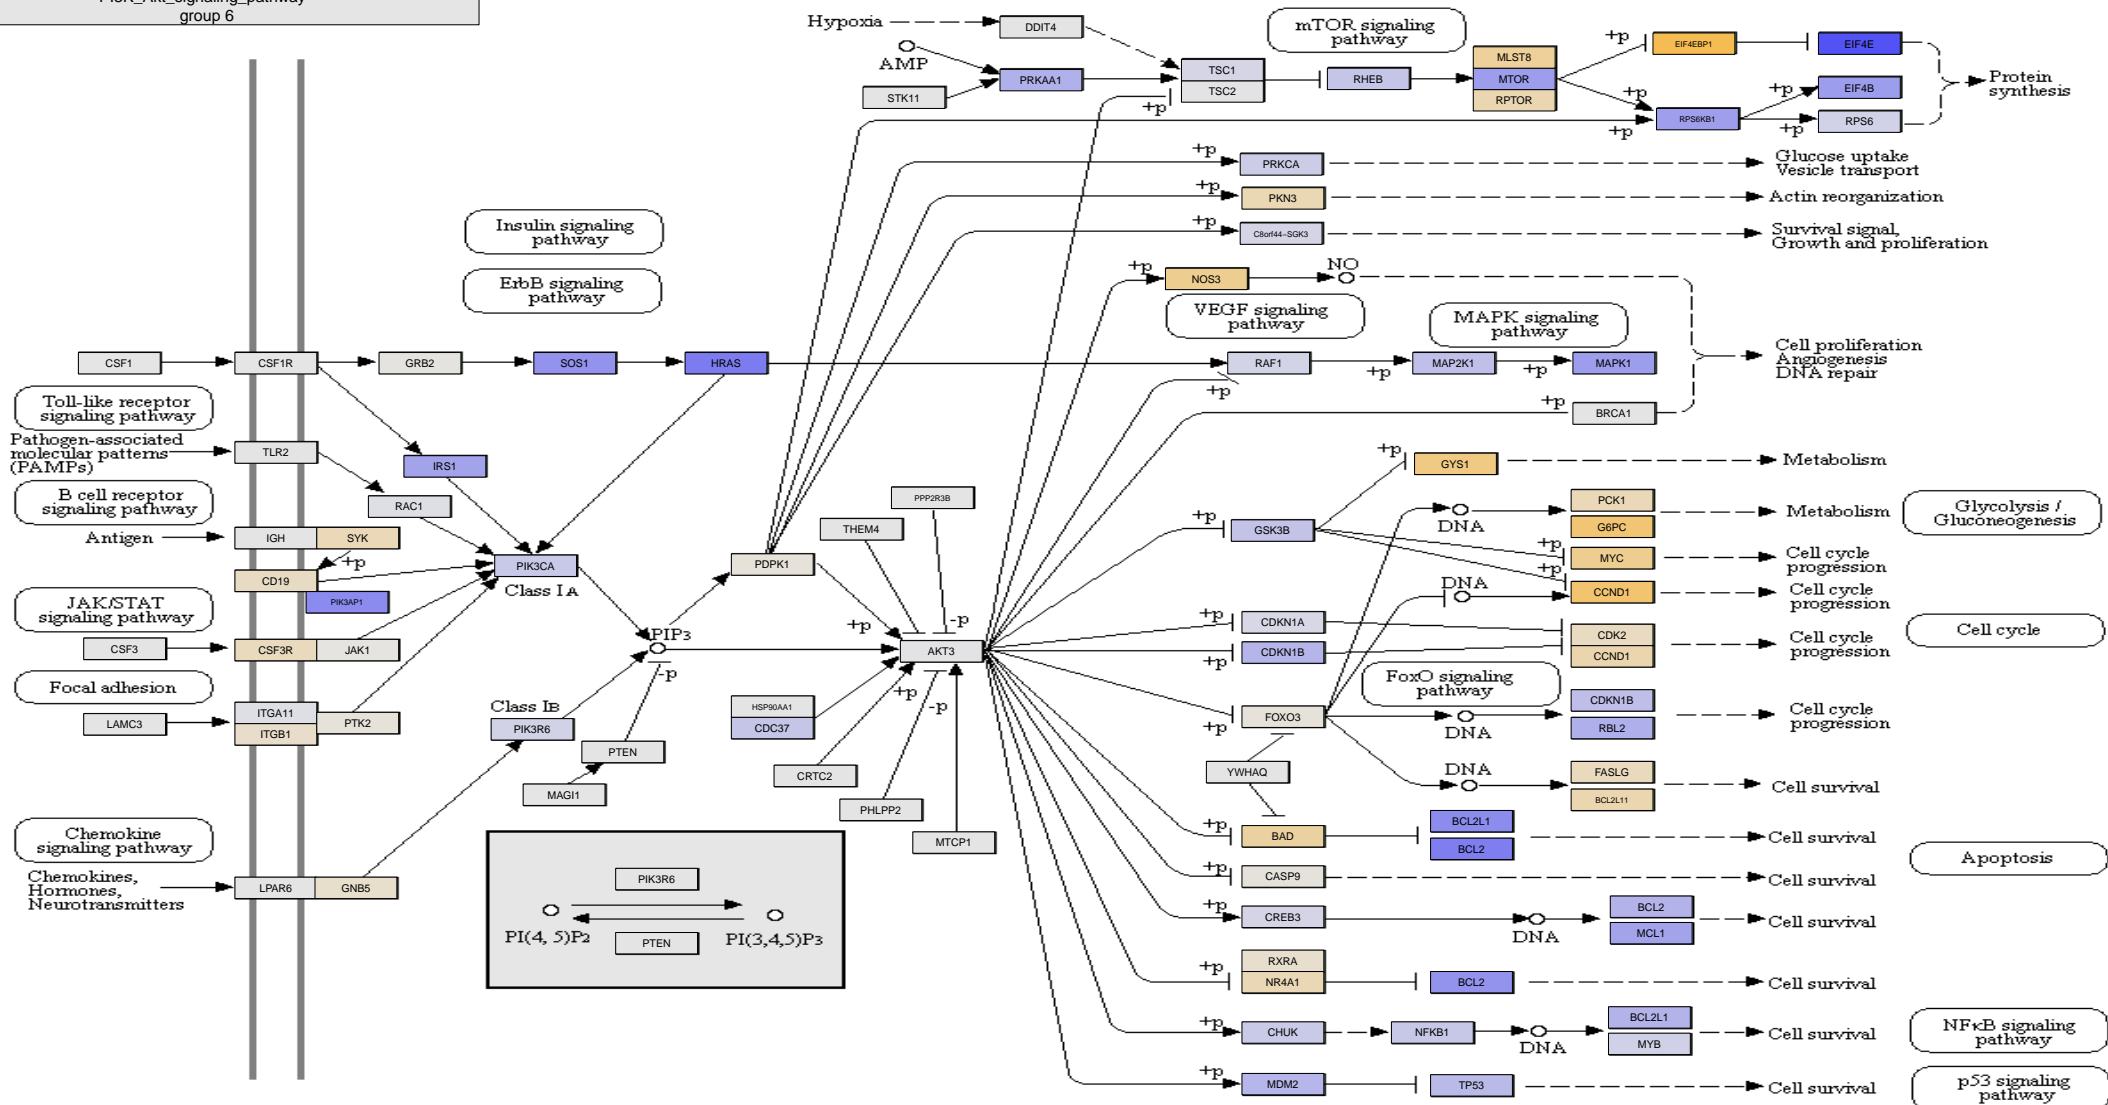 group 6
Hypoxia
DDIT4
mTOR signaling
pathway
+p
EIF4EBP1
EIF4E
AMP
PRKAA1
TSC1
TSC2
RHEB
MLST8
MTOR
RPTOR
Protein
synthesis
STK11
+p
+p
+p
EIF4B
RPS6KB1
+p
+p
RPS6
+p
PRKCA
Glucose uptake
Vesicle transport
+p
PKN3
Actin reorganization
Insulin signaling
pathway
+p
C8orf44-SGK3
Survival signal,
Growth and proliferation
ErbB signaling
pathway
+p
NOS3
NO
VEGF signaling
pathway
MAPK signaling
pathway
CSF1
CSF1R
GRB2
SOS1
HRAS
RAF1
+p
MAP2K1
+p
MAPK1
Cell proliferation
Angiogenesis
DNA repair
+p
Toll-like receptor
signaling pathway
+p
BRCA1
Pathogen-associated
molecular patterns
(PAMPs)
TLR2
IRS1
+p
GYS1
Metabolism
B cell receptor
signaling pathway
RAC1
PPP2R3B
THEM4
+p
GSK3B
DNA
PCK1
G6PC
Metabolism
Glycolysis /
Gluconeogenesis
Antigen
IGH
SYK
+p
CD19
PIK3AP1
PIK3CA
Class IA
PDPK1
+p
MYC
Cell cycle
progression
+p
DNA
CCND1
Cell cycle
progression
JAK/STAT
signaling pathway
CSF3
CSF3R
JAK1
PIP3
+p
-p
AKT3
+p
CDKN1A
CDKN1B
+p
CDK2
CCND1
Cell cycle
progression
Cell cycle
Focal adhesion
-p
+p
-p
FoxO signaling
pathway
LAMC3
ITGA11
ITGB1
PTK2
Class IB
PIK3R6
HSP90AA1
CDC37
+p
FOXO3
DNA
CDKN1B
RBL2
Cell cycle
progression
PTEN
MAGI1
CRTC2
PHLPP2
MTCP1
YWHAQ
DNA
FASLG
BCL2L11
Cell survival
Chemokine
signaling pathway
+p
BAD
BCL2L1
BCL2
Cell survival
Apoptosis
Chemokines,
Hormones,
Neurotransmitters
LPAR6
GNB5
PIK3R6
PI(4, 5)P2
PI(3,4,5)P3
PTEN
+p
CASP9
Cell survival
+p
CREB3
DNA
BCL2
MCL1
Cell survival
+p
RXRA
NR4A1
BCL2
Cell survival
+p
CHUK
NFKB1
DNA
BCL2L1
MYB
Cell survival
NFκB signaling
pathway
+p
MDM2
TP53
Cell survival
p53 signaling
pathway